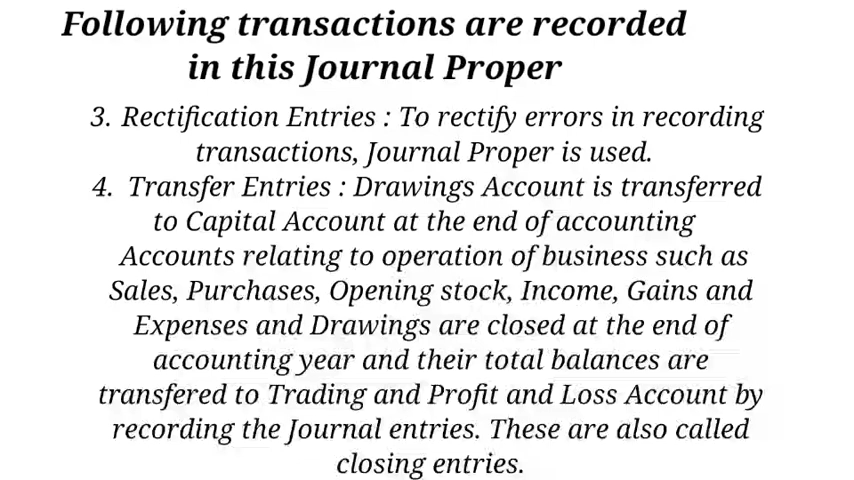 Following transactions are recorded
in this Journal Proper
3. Rectification Entries : To rectify errors in recording
transactions, Journal Proper is used.
4. Transfer Entries : Drawings Account is transferred
to Capital Account at the end of accounting
Accounts relating to operation of business such as
Sales, Purchases, Opening stock, Income, Gains and
Expenses and Drawings are closed at the end of
accounting year and their total balances are
transfered to Trading and Profit and Loss Account by
recording the Journal entries. These are also called
closing entries.